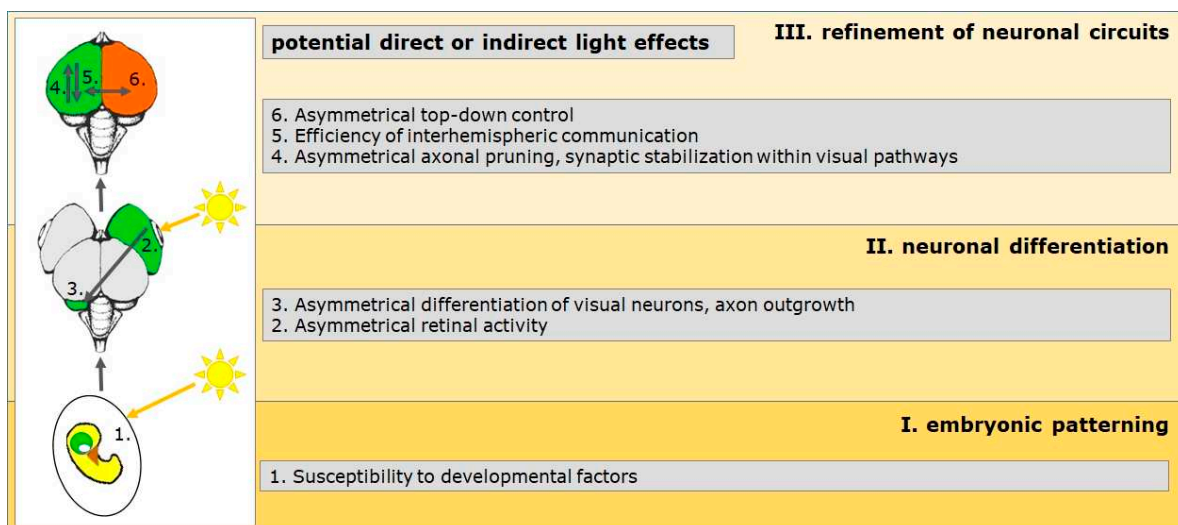 potential direct or indirect light effects
III. refinement of neuronal circuits
4.
5.
6.
6. Asymmetrical top-down control
5. Efficiency of interhemispheric communication
4. Asymmetrical axonal pruning, synaptic stabilization within visual pathways
2.
3.
II. neuronal differentiation
3. Asymmetrical differentiation of visual neurons, axon outgrowth
2. Asymmetrical retinal activity
1.
I. embryonic patterning
1. Susceptibility to developmental factors